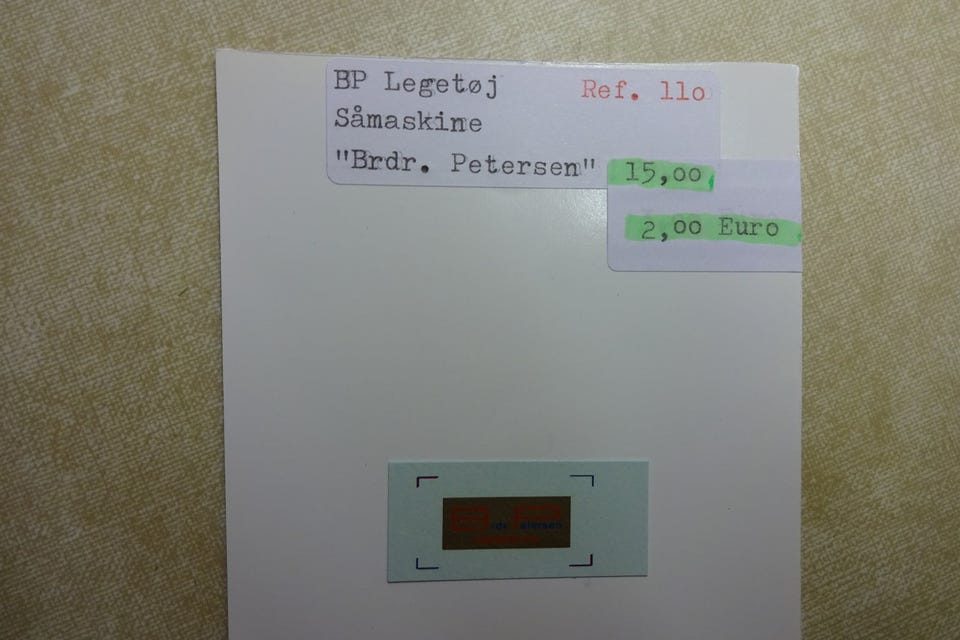 BP Legetøj Ref. 110
Såmaskine
"Brdr. Petersen"
15,00
2,00 Euro